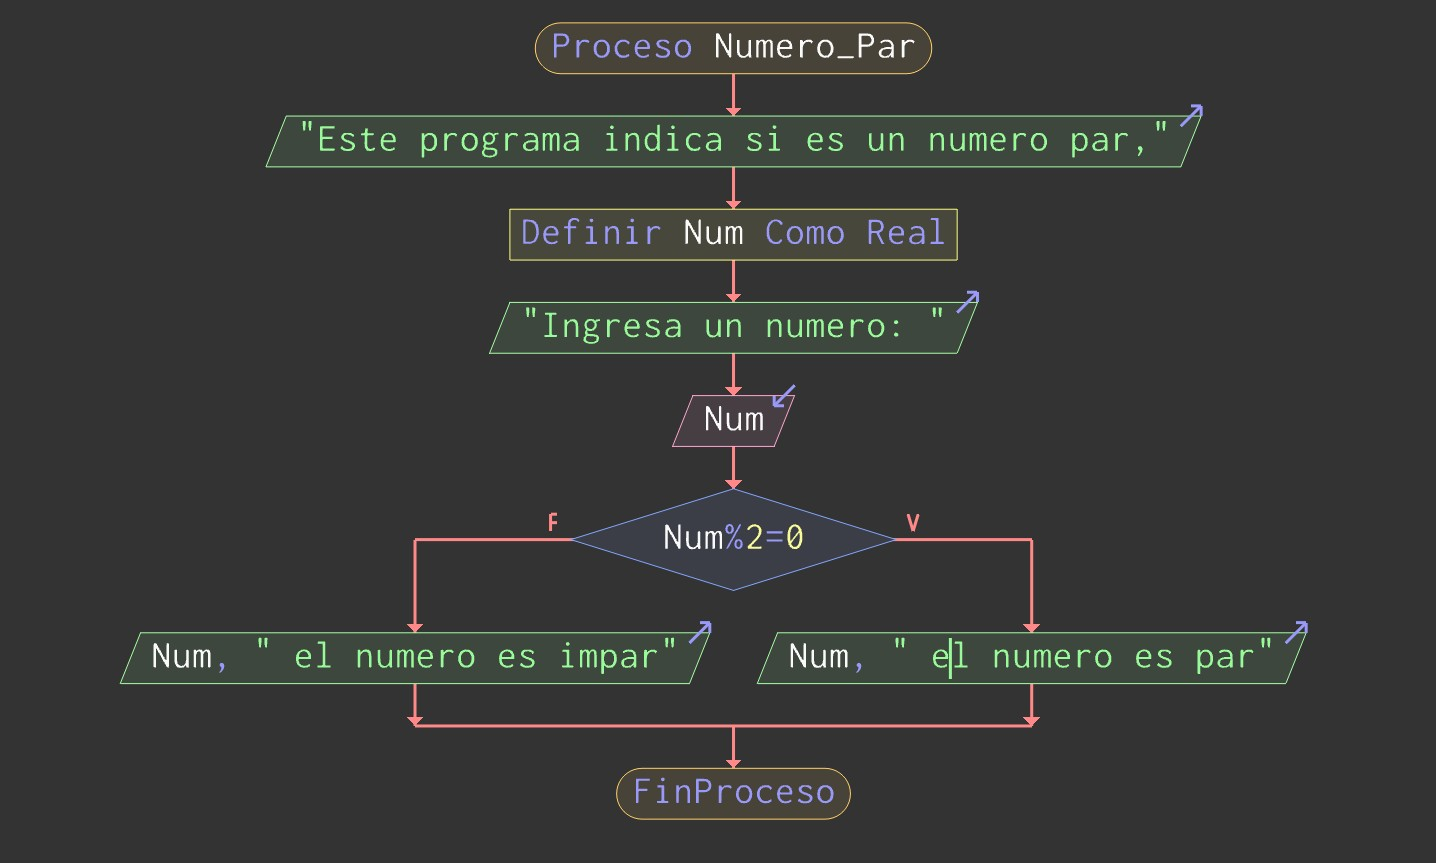 Proceso Numero_Par
"Este programa indica si es un numero par,"
Definir Num Como Real
"Ingresa un numero: "
Num
F
Num%2=0
V
Num, " el numero es impar"
Num, " el numero es par"
FinProceso